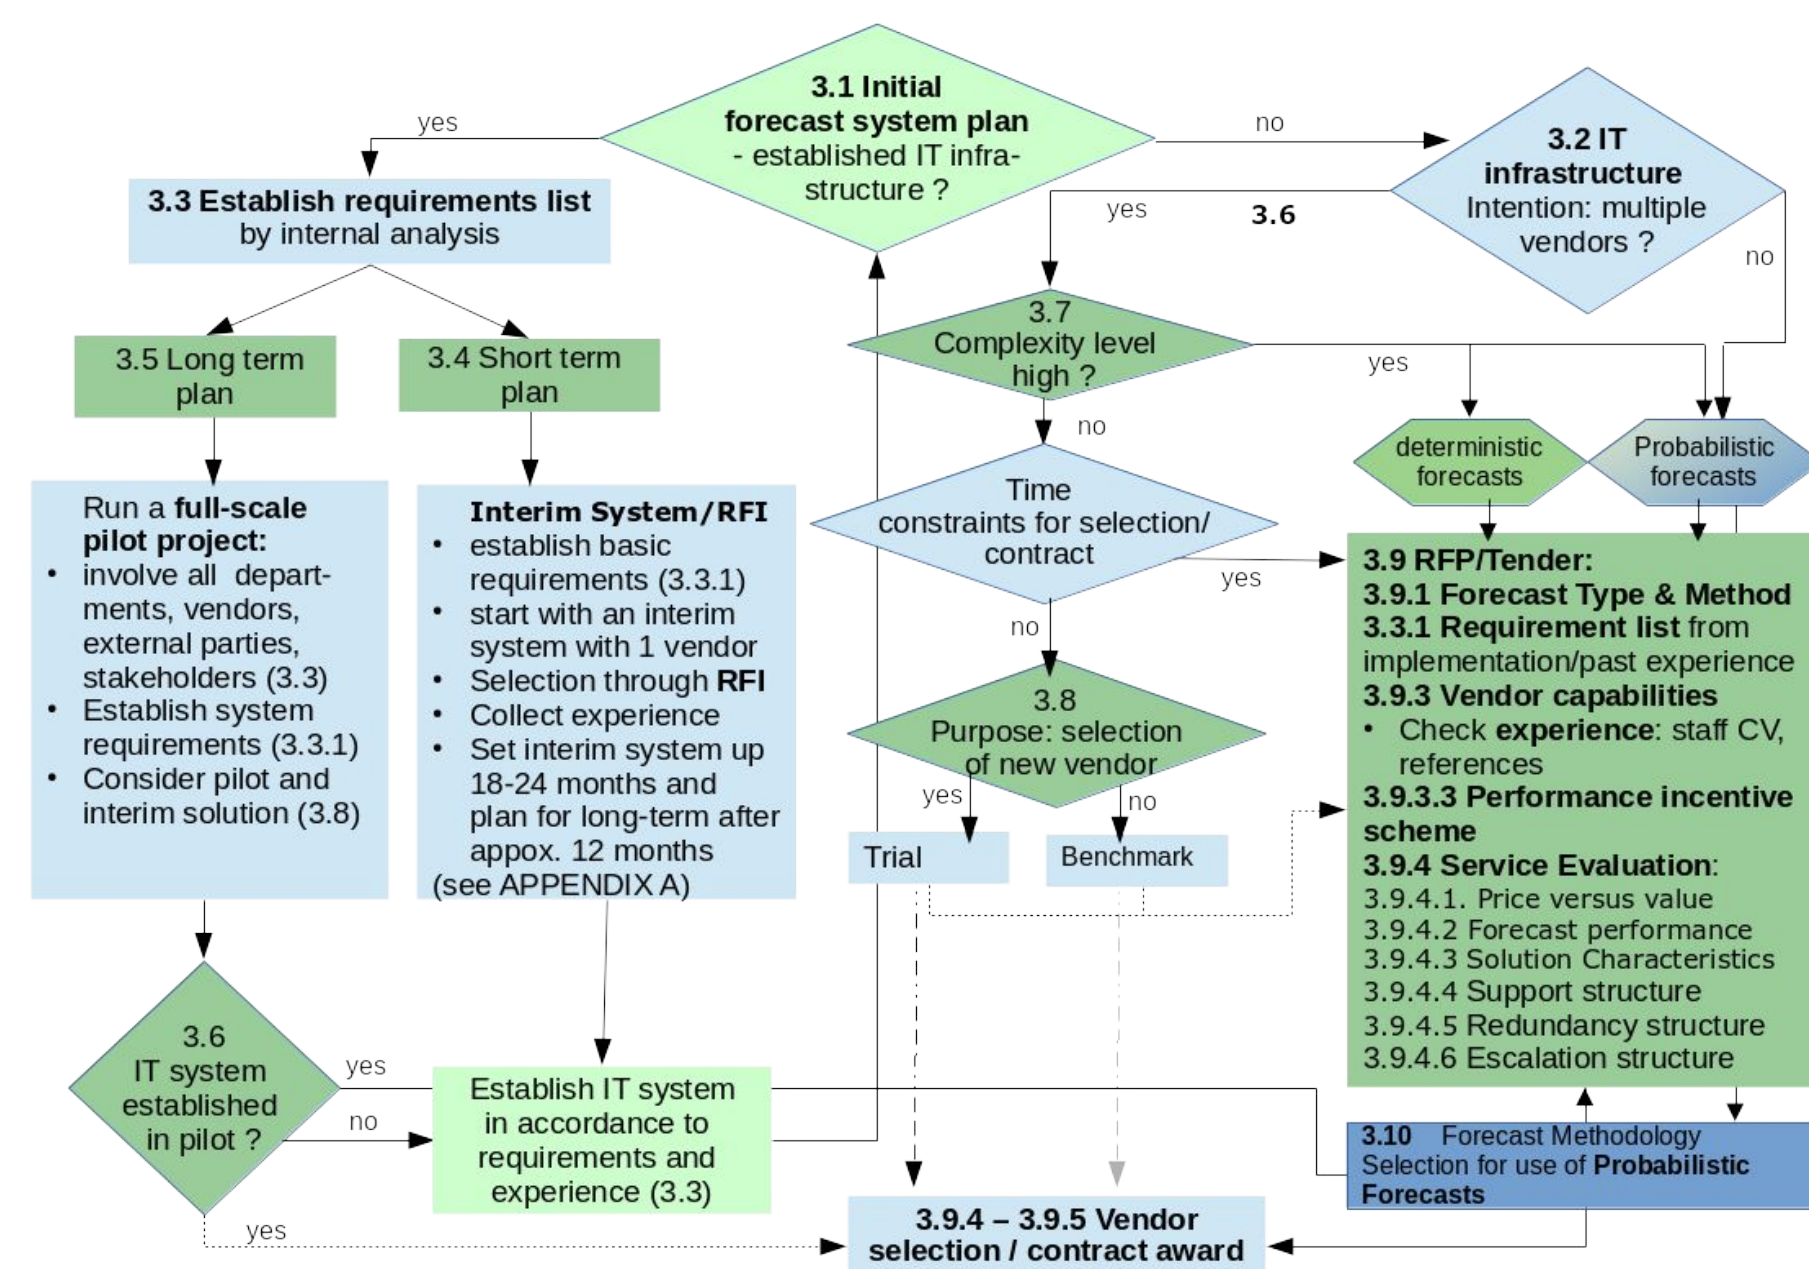 3.1 Initial
forecast system plan
- established IT infra-
structure ?
yes
no
3.2 IT
infrastructure
Intention: multiple
vendors ?
yes
3.6
no
3.3 Establish requirements list
by internal analysis
3.5 Long term
plan
3.4 Short term
plan
3.7
Complexity level
high ?
yes
no
deterministic
forecasts
Probabilistic
forecasts
Run a full-scale
pilot project:
• involve all depart-
ments, vendors,
external parties,
stakeholders (3.3)
• Establish system
requirements (3.3.1)
• Consider pilot and
interim solution (3.8)
Interim System/RFI
• establish basic
requirements (3.3.1)
• start with an interim
system with 1 vendor
• Selection through RFI
• Collect experience
• Set interim system up
18-24 months and
plan for long-term after
appox. 12 months
(see APPENDIX A)
Time
constraints for selection/
contract
yes
no
3.8
Purpose: selection
of new vendor
yes
no
Trial
Benchmark
3.9 RFP/Tender:
3.9.1 Forecast Type & Method
3.3.1 Requirement list from
implementation/past experience
3.9.3 Vendor capabilities
• Check experience: staff CV,
references
3.9.3.3 Performance incentive
scheme
3.9.4 Service Evaluation:
3.9.4.1. Price versus value
3.9.4.2 Forecast performance
3.9.4.3 Solution Characteristics
3.9.4.4 Support structure
3.9.4.5 Redundancy structure
3.9.4.6 Escalation structure
3.6
IT system
established
in pilot ?
yes
no
yes
Establish IT system
in accordance to
requirements and
experience (3.3)
3.10 Forecast Methodology
Selection for use of Probabilistic
Forecasts
3.9.4 – 3.9.5 Vendor
selection / contract award